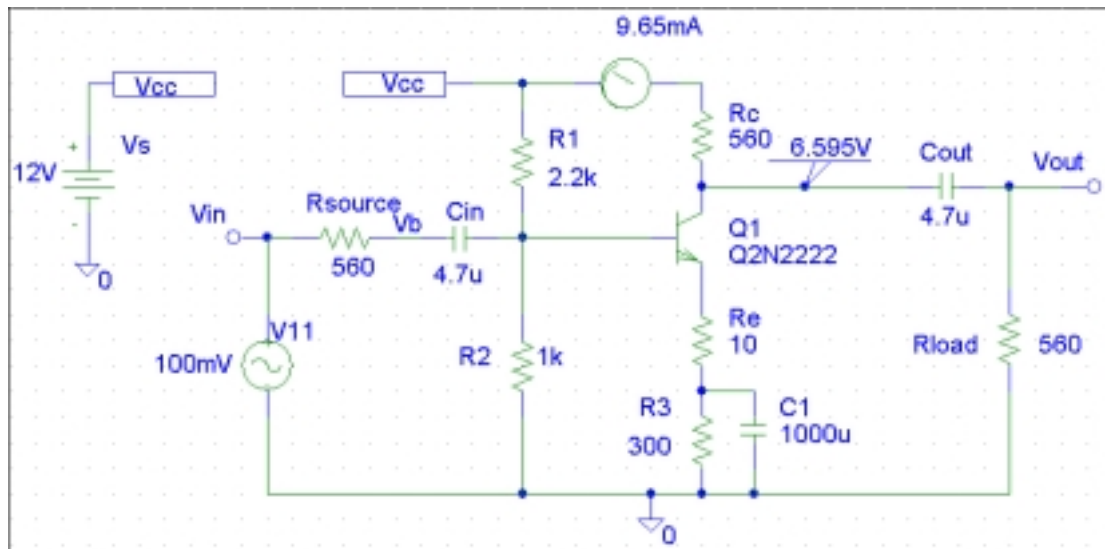 9.65mA
Vcc
Vcc
Rc
560
Vs
+
12V
-
0
R1
2.2k
6.595V
Cout
4.7u
Vout
Vin
Rsource
560
Vb
Cin
4.7u
Q1
Q2N2222
V11
100mV
R2
1k
Re
10
Rload
560
R3
300
C1
1000u
0